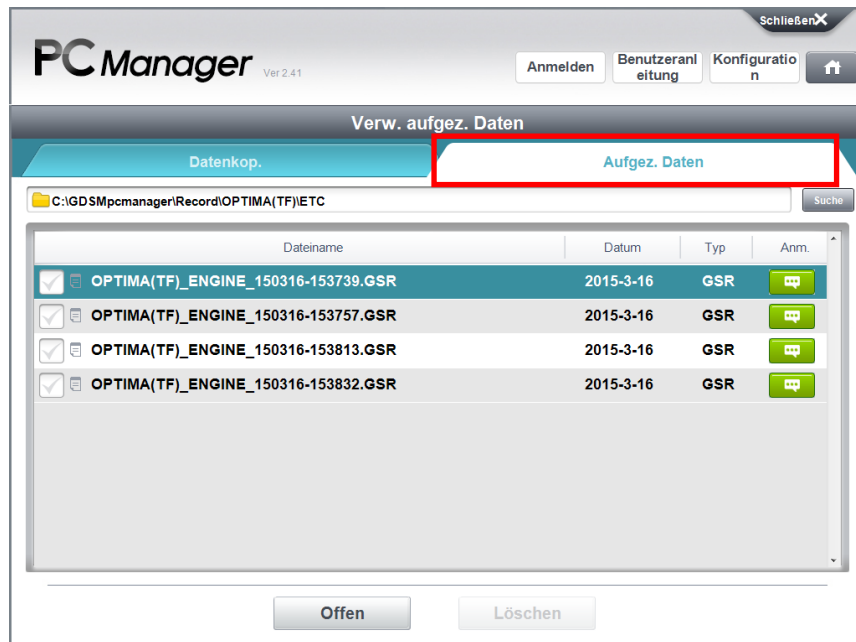 Schließen
PC Manager Ver 2.41
Anmelden
Benutzeranl
eitung
Konfiguratio
n
Verw. aufgez. Daten
Datenkop.
Aufgez. Daten
C:\GDSMpcmanager\Record\OPTIMA(TF)\ETC
Suche
Dateiname Datum Typ Anm.
OPTIMA(TF)_ENGINE_150316-153739.GSR 2015-3-16 GSR
OPTIMA(TF)_ENGINE_150316-153757.GSR 2015-3-16 GSR
OPTIMA(TF)_ENGINE_150316-153813.GSR 2015-3-16 GSR
OPTIMA(TF)_ENGINE_150316-153832.GSR 2015-3-16 GSR
Offen
Löschen